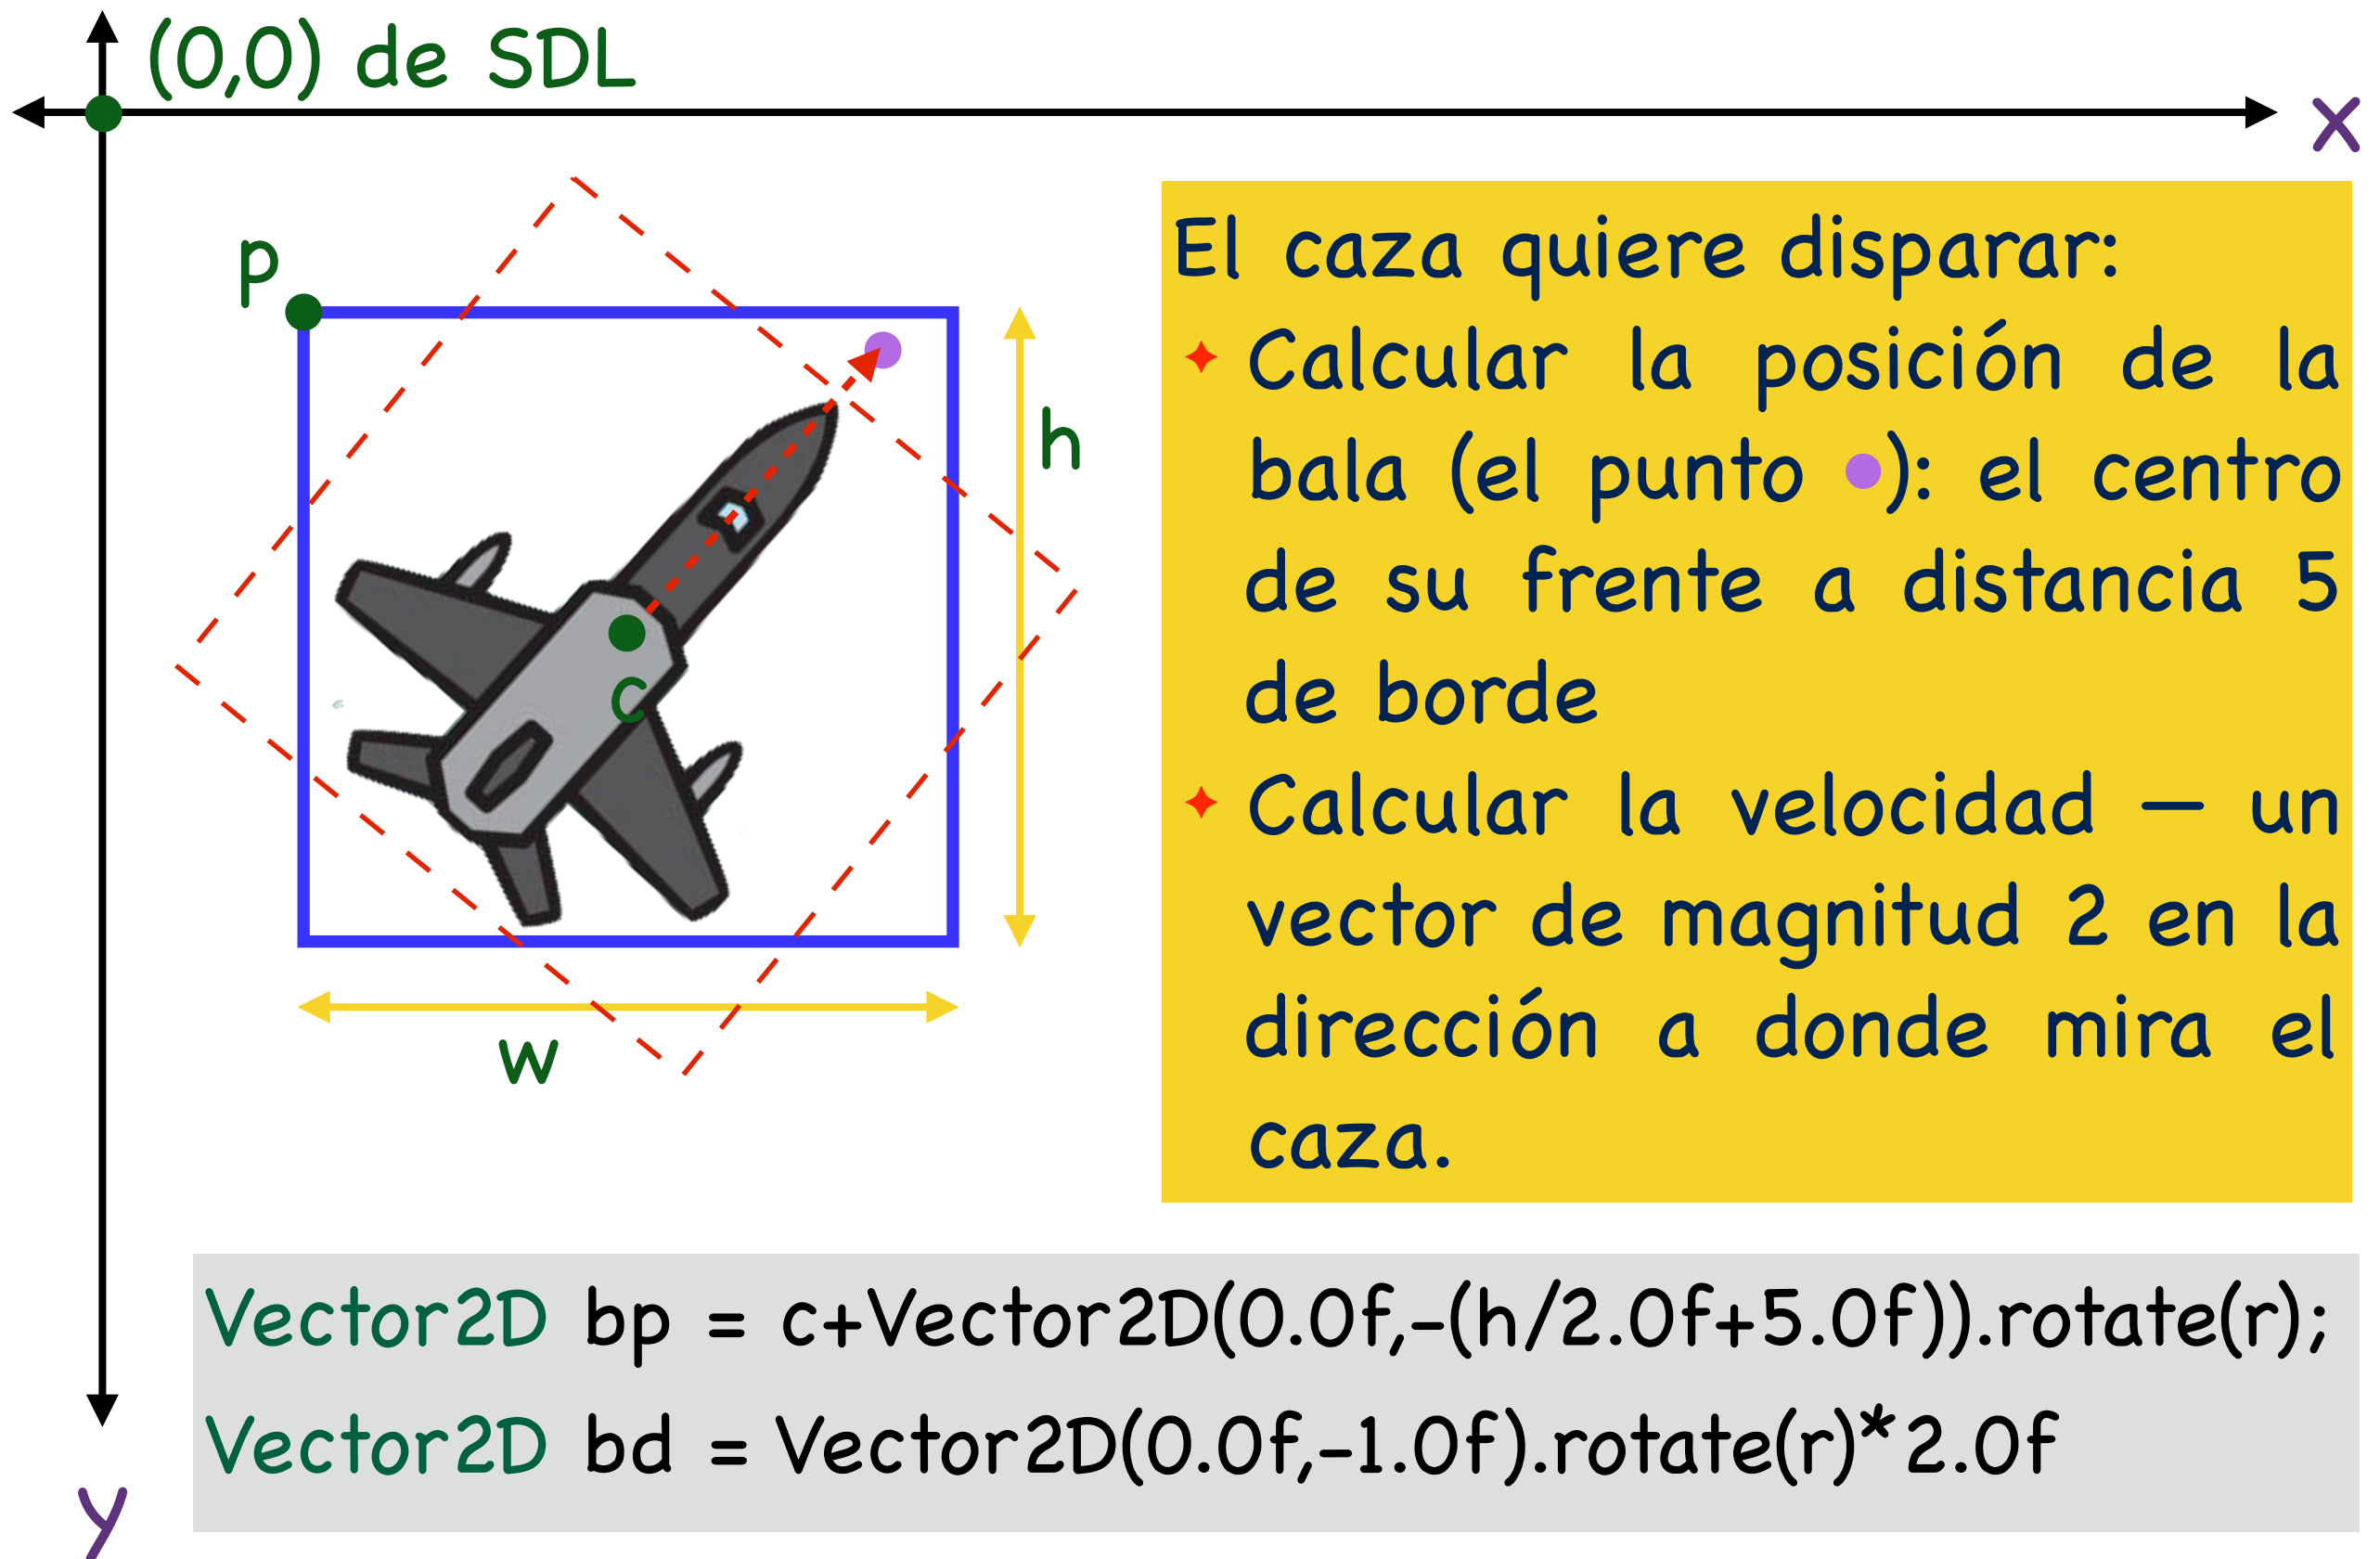 (0,0) de SDL
x
p
h
c
w
y
El caza quiere disparar:
Calcular la posición de la
bala (el punto ): el centro
de su frente a distancia 5
de borde
Calcular la velocidad — un
vector de magnitud 2 en la
dirección a donde mira el
caza.
Vector2D bp = c+Vector2D(0.0f,-(h/2.0f+5.0f)).rotate(r);
Vector2D bd = Vector2D(0.0f,-1.0f).rotate(r)*2.0f